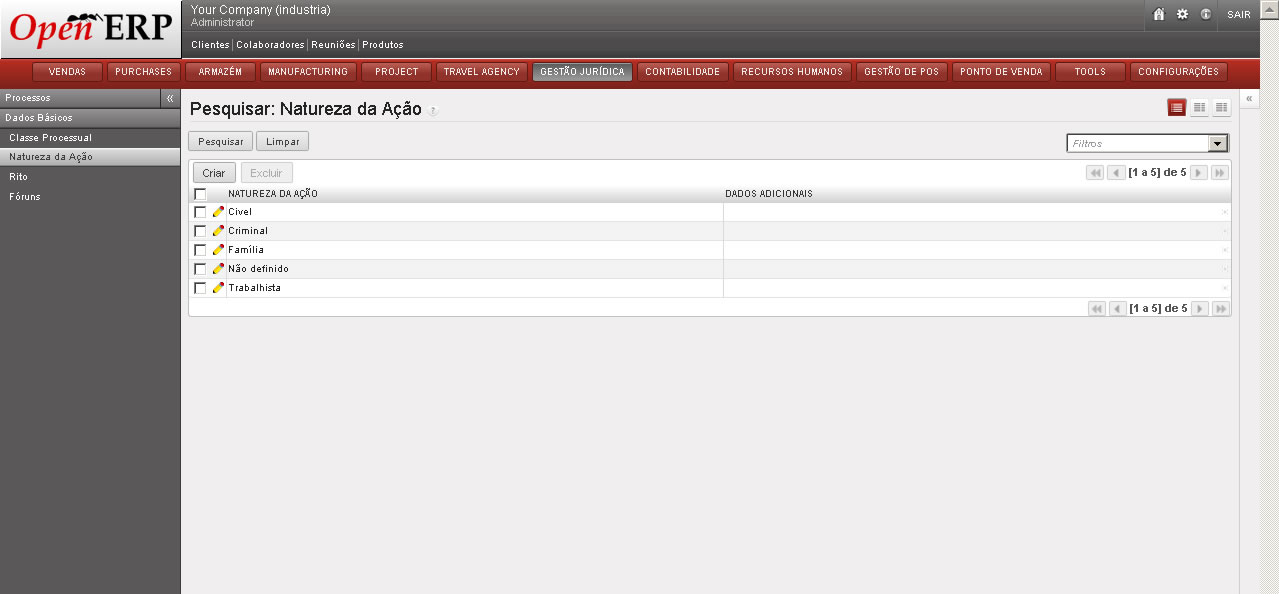 Open ERP
Your Company (industria)
Administrator
SAIR
Clientes | Colaboradores | Reuniões | Produtos
VENDAS PURCHASES ARMAZÉM MANUFACTURING PROJECT TRAVEL AGENCY GESTÃO JURÍDICA CONTABILIDADE RECURSOS HUMANOS GESTÃO DE POS PONTO DE VENDA TOOLS CONFIGURAÇÕES
Processos «
Dados Básicos
Classe Processual
Natureza da Ação
Rito
Fóruns
«
Pesquisar: Natureza da Ação ?
Pesquisar Limpar
Filtros
Criar Excluir
[1 a 5] de 5
NATUREZA DA AÇÃO DADOS ADICIONAIS
Civel
Criminal
Família
Não definido
Trabalhista
[1 a 5] de 5